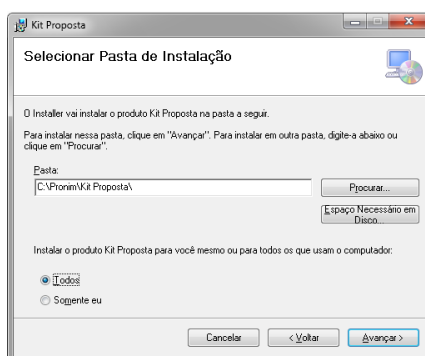 Kit Proposta
Selecionar Pasta de Instalação
O Installer vai instalar o produto Kit Proposta na pasta a seguir.
Para instalar nessa pasta, clique em "Avançar". Para instalar em outra pasta, digite-a abaixo ou
clique em "Procurar".
Pasta:
C:\Pronim\Kit Proposta\
Procurar...
Espaço Necessário em
Disco...
Instalar o produto Kit Proposta para você mesmo ou para todos os que usam o computador:
Todos
Somente eu
Cancelar
< Voltar
Avançar >